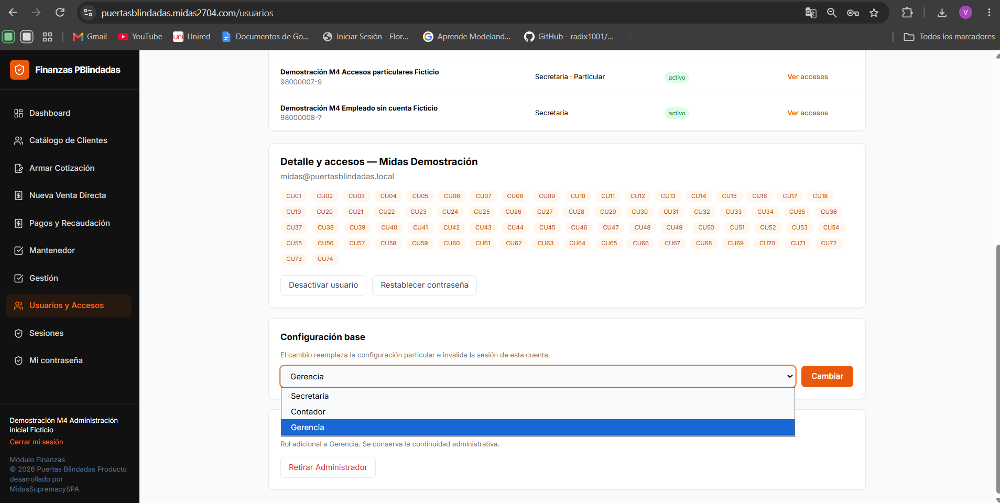 puertasblindadas.midas2704.com/usuarios
V
Gmail
YouTube
uni
Unired
Documentos de Go...
Iniciar Sesión - Flor...
Aprende Modeland...
GitHub - radix1001/...
Todos los marcadores
Finanzas PBlindadas
Dashboard
Catálogo de Clientes
Armar Cotización
Nueva Venta Directa
Pagos y Recaudación
Mantenedor
Gestión
Usuarios y Accesos
Sesiones
Mi contraseña
Demostración M4 Administración
inicial Ficticio
Cerrar mi sesión
Módulo Finanzas
© 2026 Puertas Blindadas Producto
desarrollado por
MidasSupremacySPA
Demostración M4 Accesos particulares Ficticio
98000007-9
Secretaria · Particular
activo
Ver accesos
Demostración M4 Empleado sin cuenta Ficticio
98000008-7
Secretaria
activo
Ver accesos
Detalle y accesos — Midas Demostración
midas@puertasblindadas.local
CU01 CU02 CU03 CU04 CU05 CU06 CU07 CU08 CU09 CU10 CU11 CU12 CU13 CU14 CU15 CU16 CU17 CU18
CU19 CU20 CU21 CU22 CU23 CU24 CU25 CU26 CU27 CU28 CU29 CU30 CU31 CU32 CU33 CU34 CU35 CU36
CU37 CU38 CU39 CU40 CU41 CU42 CU43 CU44 CU45 CU46 CU47 CU48 CU49 CU50 CU51 CU52 CU53 CU54
CU55 CU56 CU57 CU58 CU59 CU60 CU61 CU62 CU63 CU64 CU65 CU66 CU67 CU68 CU69 CU70 CU71 CU72
CU73 CU74
Desactivar usuario
Restablecer contraseña
Configuración base
El cambio reemplaza la configuración particular e invalida la sesión de esta cuenta.
Gerencia
Cambiar
Secretaría
Contador
Gerencia
Rol adicional a Gerencia. Se conserva la continuidad administrativa.
Retirar Administrador